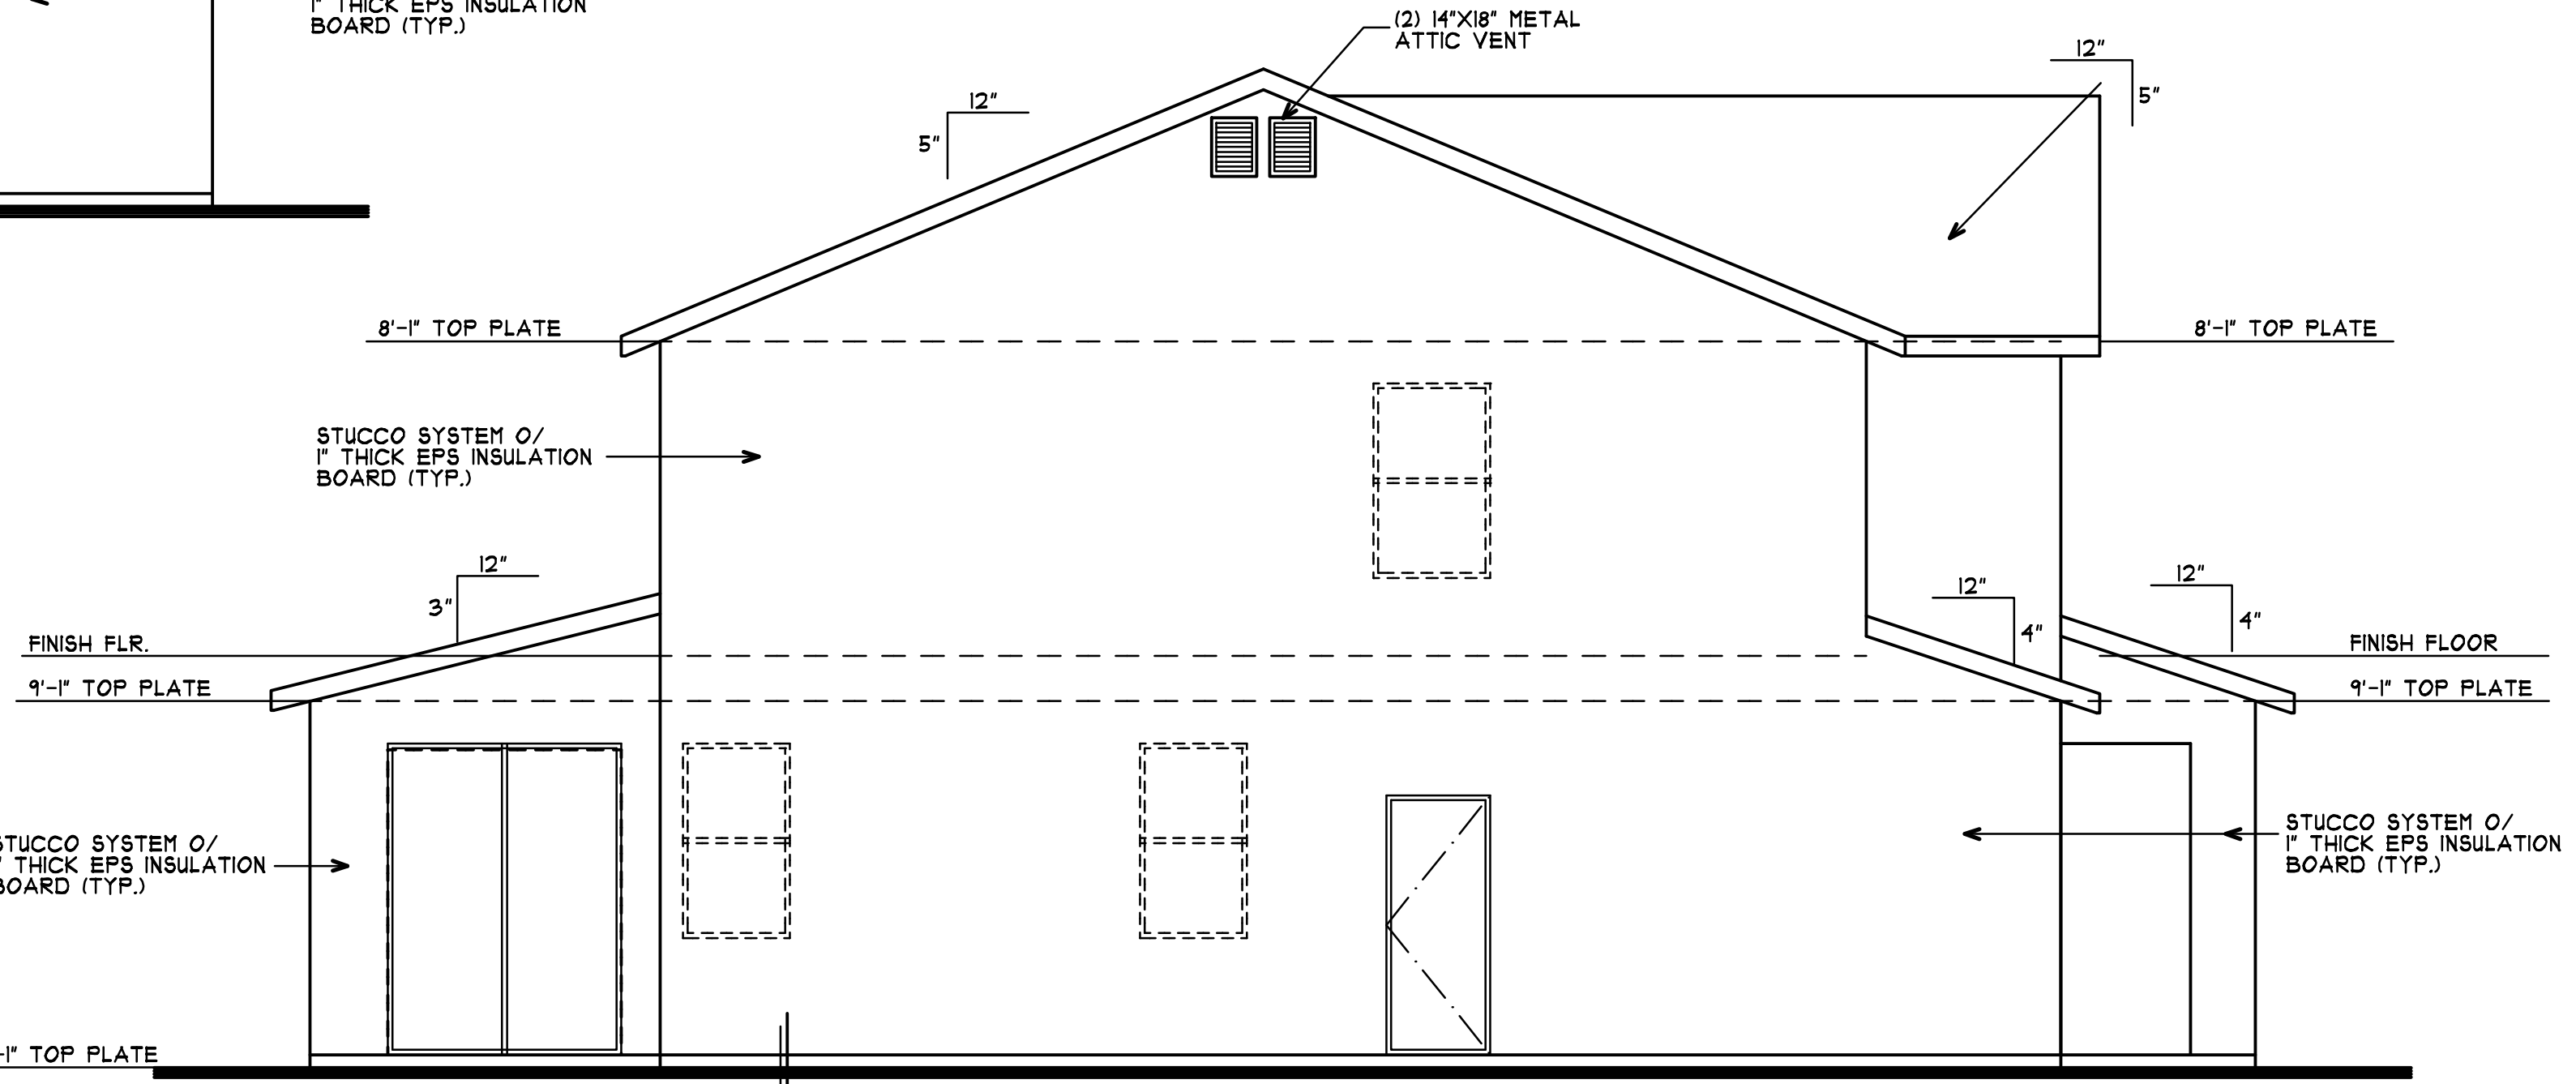 1" THICK EPS INSULATION
BOARD (TYP.)
(2) 14"X18" METAL
ATTIC VENT
12"
5"
12"
5"
8'-1" TOP PLATE
8'-1" TOP PLATE
STUCCO SYSTEM O/
1" THICK EPS INSULATION
BOARD (TYP.)
12"
3"
12"
4"
12"
4"
FINISH FLR.
FINISH FLOOR
9'-1" TOP PLATE
9'-1" TOP PLATE
STUCCO SYSTEM O/
" THICK EPS INSULATION
BOARD (TYP.)
STUCCO SYSTEM O/
1" THICK EPS INSULATION
BOARD (TYP.)
-1" TOP PLATE